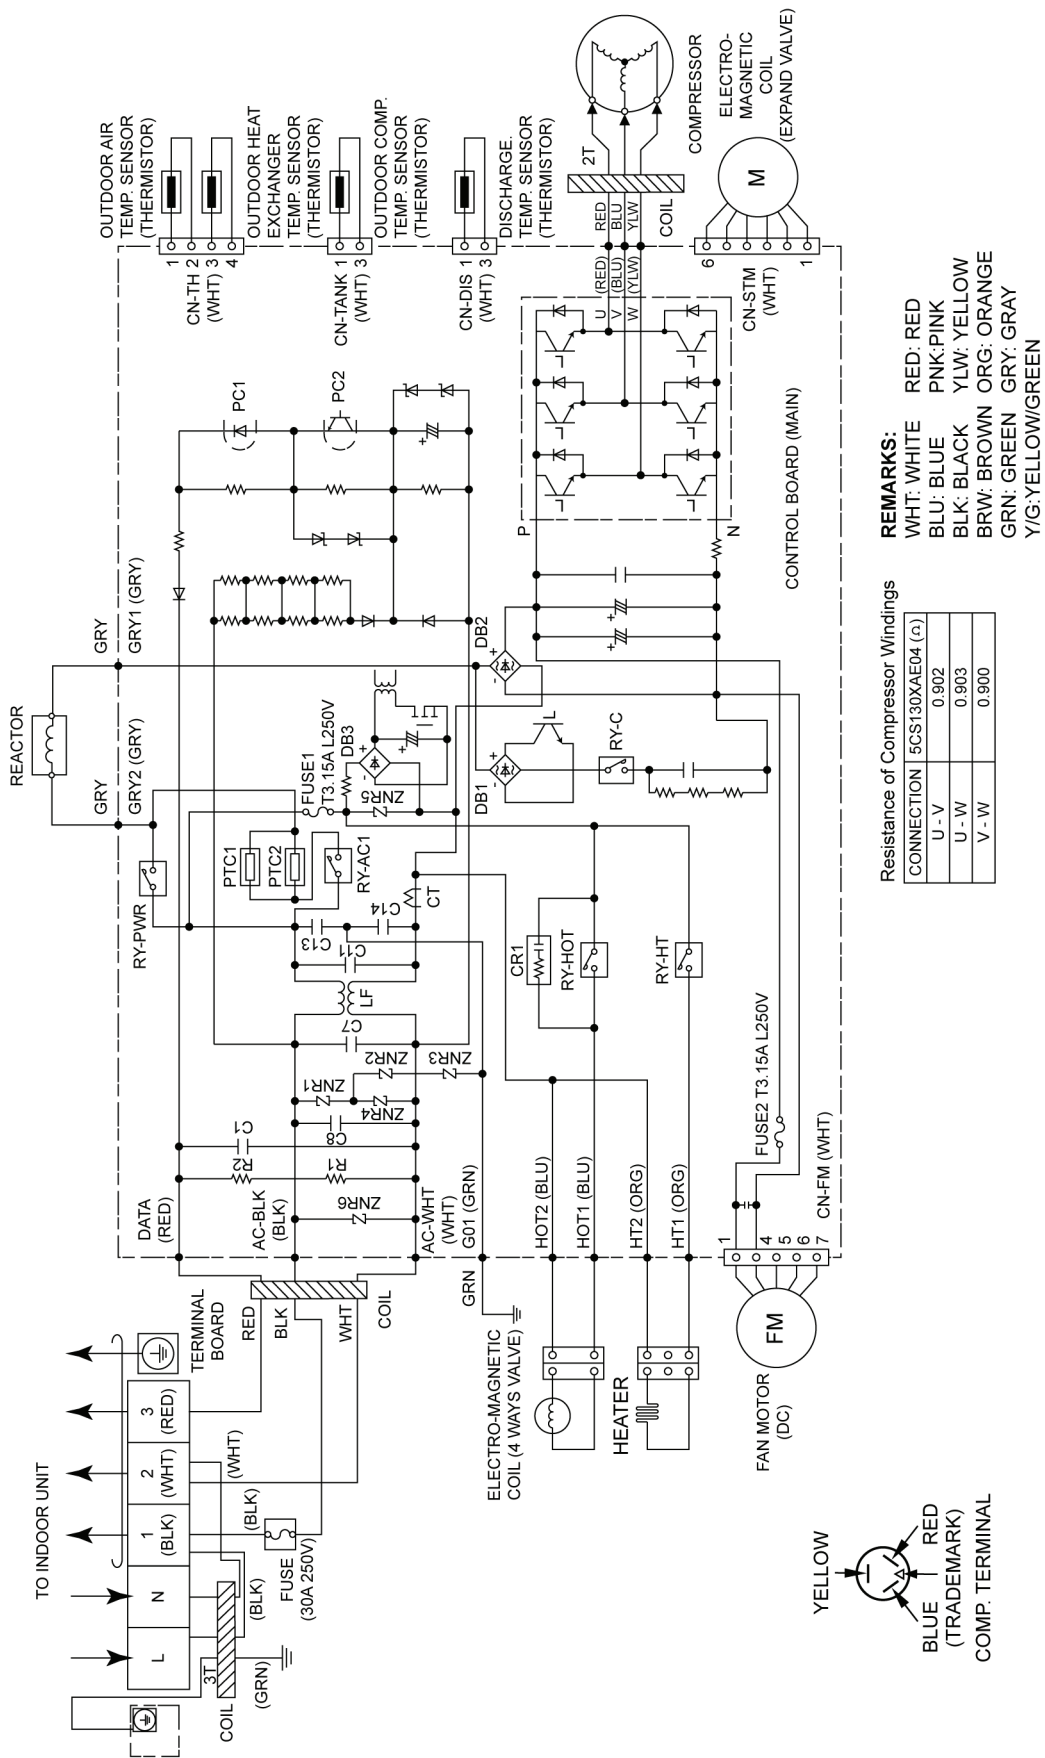 REACTOR
GRY
GRY
GRY2 (GRY)
GRY1 (GRY)
OUTDOOR AIR
TEMP. SENSOR
(THERMISTOR)
OUTDOOR HEAT
EXCHANGER
TEMP. SENSOR
(THERMISTOR)
OUTDOOR COMP.
TEMP. SENSOR
(THERMISTOR)
DISCHARGE.
TEMP. SENSOR
(THERMISTOR)
1
2
3
4
CN-TH
(WHT)
1
3
CN-TANK
(WHT)
1
3
CN-DIS
(WHT)
2T
COMPRESSOR
RED
BLU
YLW
COIL
(RED)
(BLU)
(YLW)
U
V
W
ELECTRO-
MAGNETIC
COIL
(EXPAND VALVE)
M
6
1
CN-STM
(WHT)
PC1
PC2
P
N
CONTROL BOARD (MAIN)
DB2
+
-
DB3
+
-
+
FUSE1
T3.15A L250V
ZNR5
DB1
+
-
RY-C
+
+
+
RY-PWR
PTC1
PTC2
RY-AC1
C13
C14
CT
C11
LF
C7
ZNR2
ZNR3
ZNR1
ZNR4
C8
C1
R2
R1
ZNR6
CR1
RY-HOT
RY-HT
FUSE2 T3.15A L250V
DATA
(RED)
AC-BLK
(BLK)
AC-WHT
(WHT)
G01 (GRN)
HOT2 (BLU)
HOT1 (BLU)
HT2 (ORG)
HT1 (ORG)
CN-FM (WHT)
1
4
5
6
7
FM
FAN MOTOR
(DC)
GRN
ELECTRO-MAGNETIC
COIL (4 WAYS VALVE)
HEATER
TO INDOOR UNIT
TERMINAL
BOARD
L
N
1
(BLK)
2
(WHT)
3
(RED)
RED
BLK
WHT
COIL
(WHT)
(BLK)
(BLK)
FUSE
(30A 250V)
3T
COIL
(GRN)
YELLOW
RED
BLUE
(TRADEMARK)
COMP. TERMINAL
Resistance of Compressor Windings
CONNECTION 5CS130XAE04 (Ω)
U - V 0.902
U - W 0.903
V - W 0.900
REMARKS:
WHT: WHITE RED: RED
BLU: BLUE PNK:PINK
BLK: BLACK YLW: YELLOW
BRW: BROWN ORG: ORANGE
GRN: GREEN GRY: GRAY
Y/G:YELLOW/GREEN